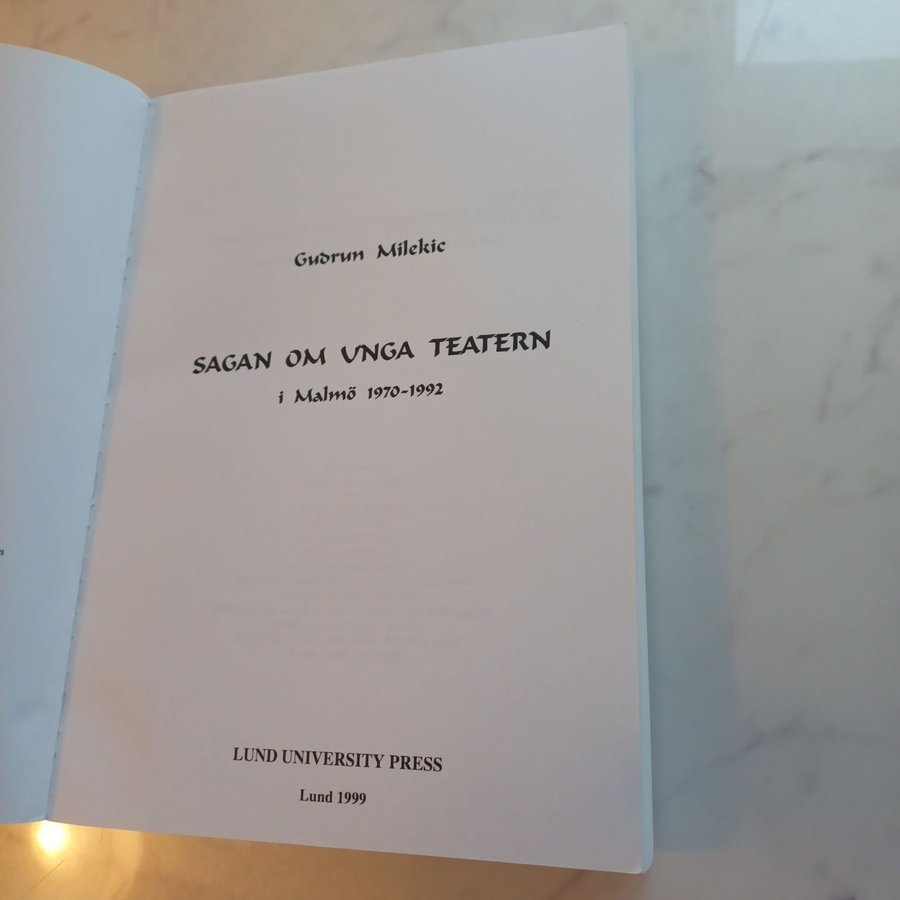 Gudrun Milekic
SAGAN OM UNGA TEATERN
i Malmö 1970-1992
LUND UNIVERSITY PRESS
Lund 1999